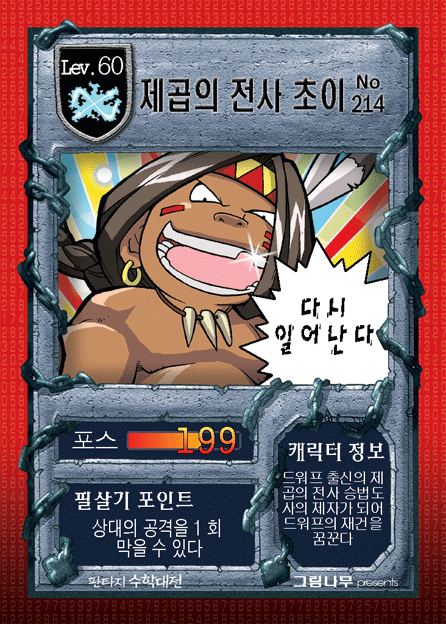 Lev.60
제곱의 전사 초이
No
214
다시
일어난다
포스 199
필살기 포인트
상대의 공격을 1 회
막을 수 있다
캐릭터 정보
드워프 출신의 제
곱의 전사 승법도
사의 제자가 되어
드워프의 재건을
꿈꾼다
판타지 수학대전
그림나무 presents